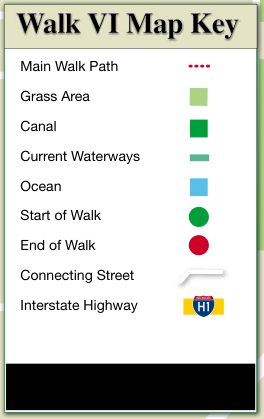 Walk VI Map Key
Main Walk Path
Grass Area
Canal
Current Waterways
Ocean
Start of Walk
End of Walk
Connecting Street
Interstate Highway
H1